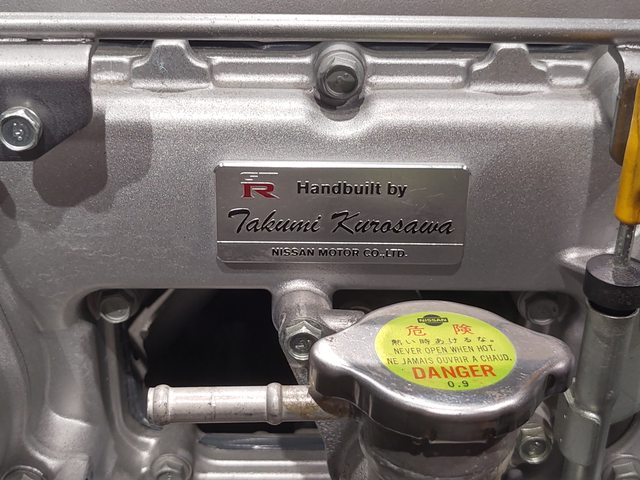 GT R Handbuilt by
Takumi Kurosawa
NISSAN MOTOR CO.,LTD.
NISSAN
危険
熱い時あけるな。
NEVER OPEN WHEN HOT.
NE JAMAIS OUVRIR A CHAUD.
DANGER
0.9